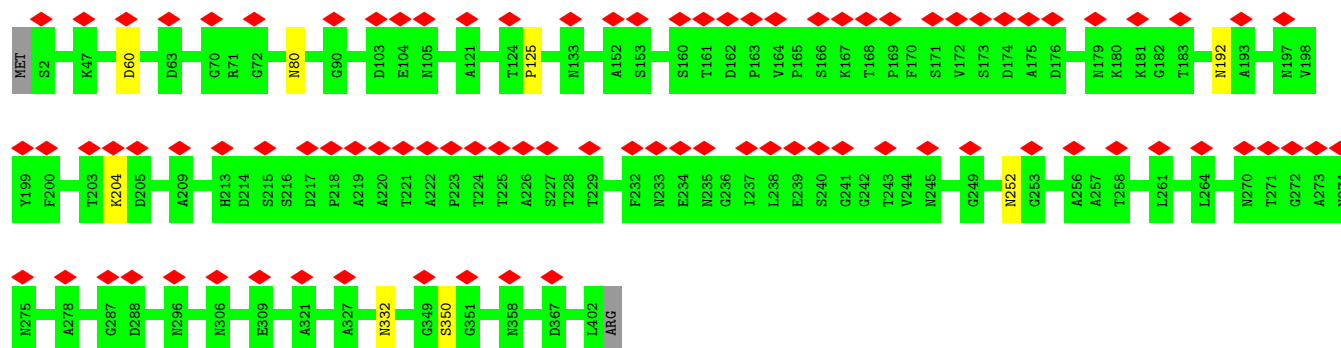 MET S2 K47 D60 D63 G70 R71 G72 N80 G90 D103 E104 N105 A121 T124 P125 N133 A152 S153 S160 T161 D162 P163 V164 P165 S166 K167 T168 P169 F170 S171 V172 S173 D174 A175 D176 N179 K180 K181 G182 T183 N192 A193 N197 V198
Y199 F200 T203 K204 D205 A209 H213 D214 S215 S216 D217 P218 A219 A220 T221 A222 P223 T224 T225 A226 S227 T228 T229 F232 N233 E234 N235 G236 I237 L238 E239 S240 G241 G242 T243 V244 N245 G249 N252 G253 A256 A257 T258 L261 L264 N270 T271 G272 A273
N275 A278 G287 D288 N296 N306 E309 A321 A327 N332 G349 S350 G351 N358 D367 L402 ARG